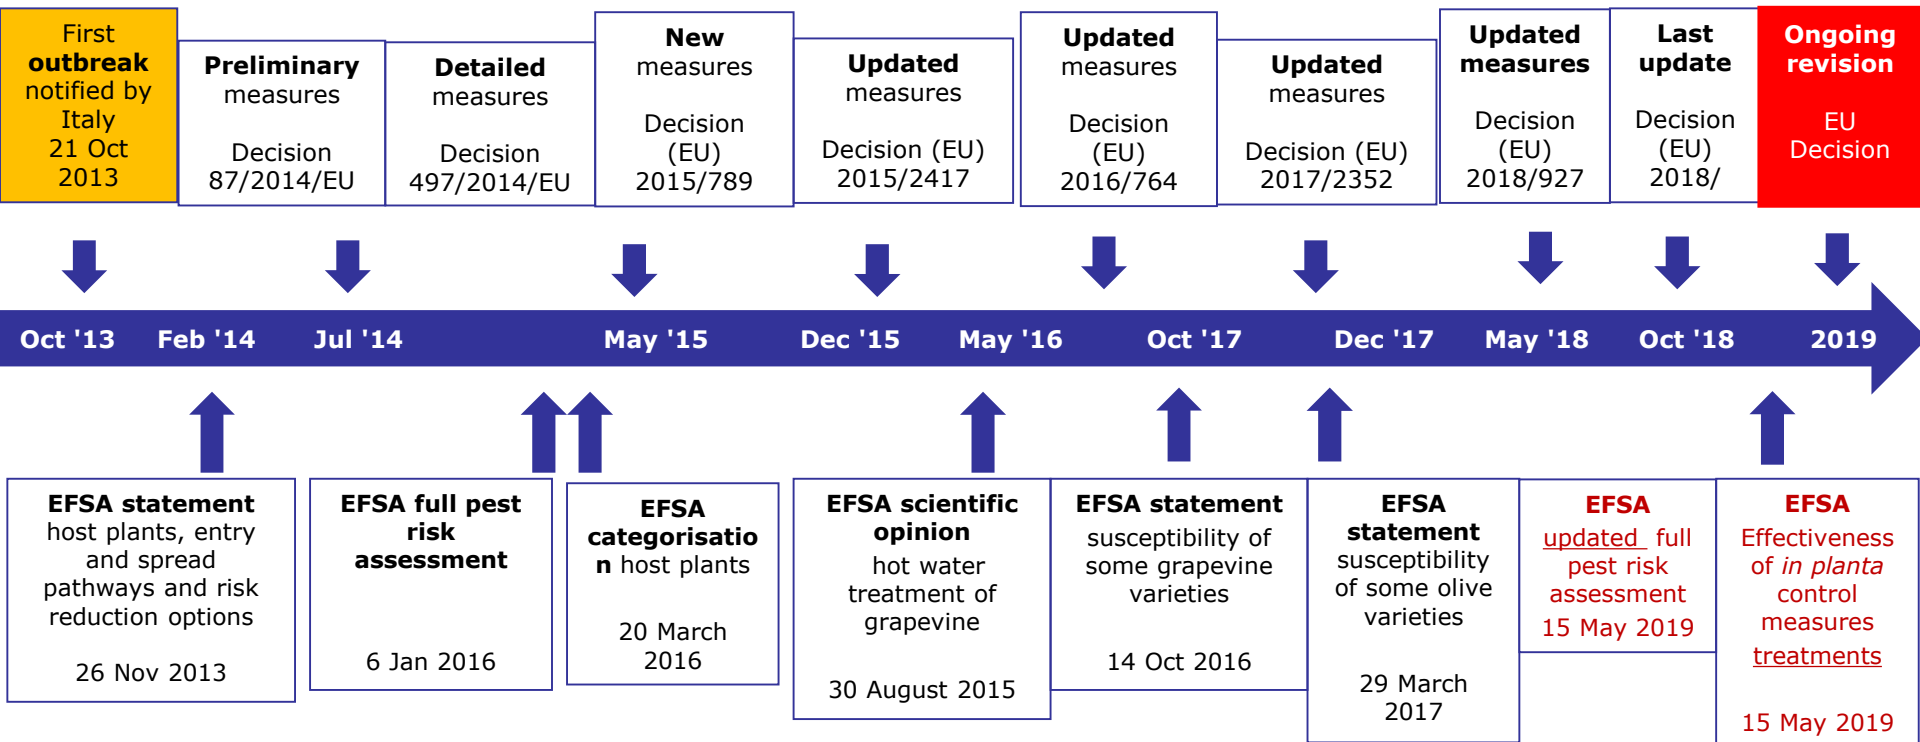 First
outbreak
notified by
Italy
21 Oct
2013
Preliminary
measures
Decision
87/2014/EU
Detailed
measures
Decision
497/2014/EU
New
measures
Decision
(EU)
2015/789
Updated
measures
Decision (EU)
2015/2417
Updated
measures
Decision
(EU)
2016/764
Updated
measures
Decision (EU)
2017/2352
Updated
measures
Decision
(EU)
2018/927
Last
update
Decision
(EU)
2018/
Ongoing
revision
EU
Decision
Oct '13 Feb '14 Jul '14 May '15 Dec '15 May '16 Oct '17 Dec '17 May '18 Oct '18 2019
EFSA statement
host plants, entry
and spread
pathways and risk
reduction options
26 Nov 2013
EFSA full pest
risk
assessment
6 Jan 2016
EFSA
categorisatio
n host plants
20 March
2016
EFSA scientific
opinion
hot water
treatment of
grapevine
30 August 2015
EFSA statement
susceptibility of
some grapevine
varieties
14 Oct 2016
EFSA
statement
susceptibility
of some olive
varieties
29 March
2017
EFSA
updated full
pest risk
assessment
15 May 2019
EFSA
Effectiveness
of in planta
control
measures
treatments
15 May 2019